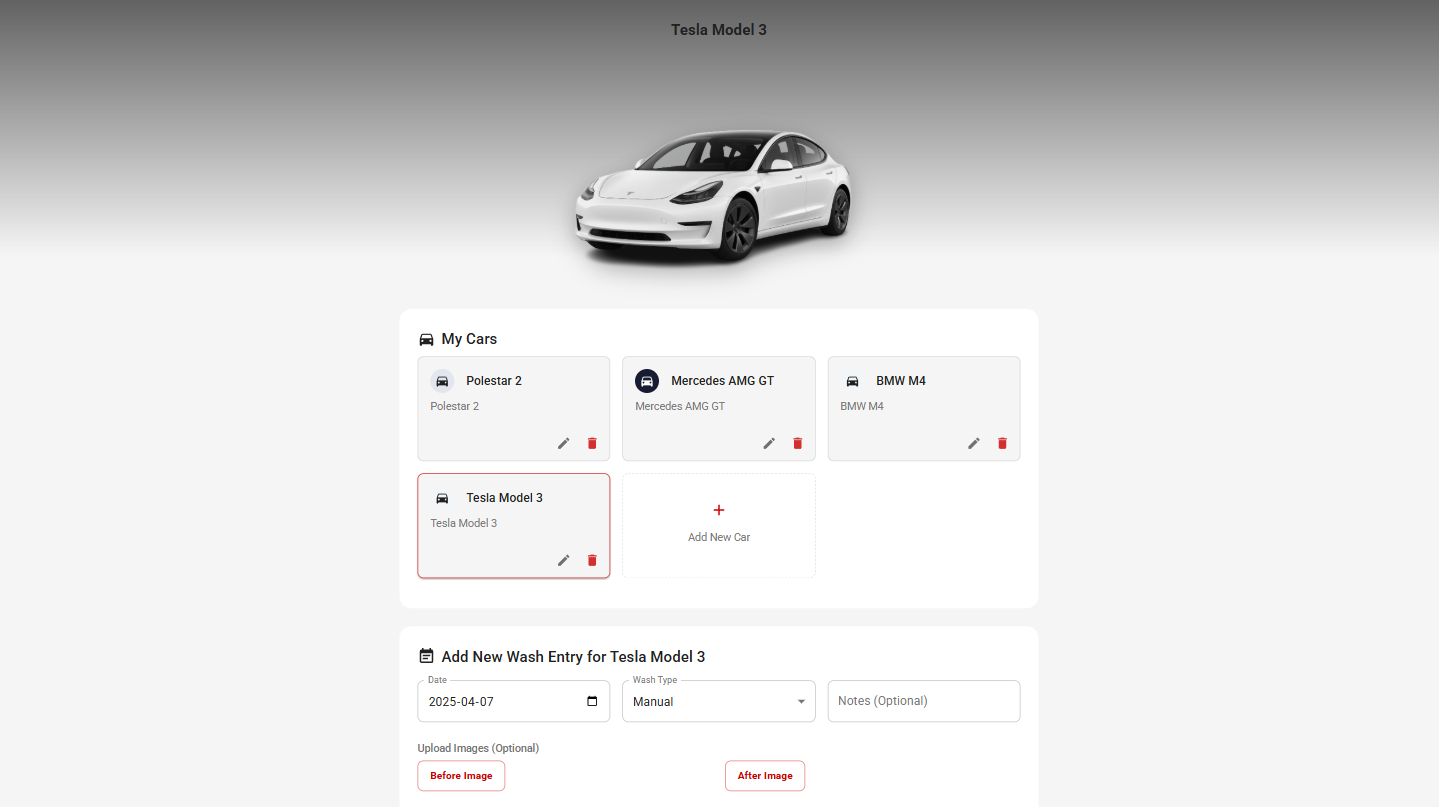 Tesla Model 3
My Cars
Polestar 2
Polestar 2
Mercedes AMG GT
Mercedes AMG GT
BMW M4
BMW M4
Tesla Model 3
Tesla Model 3
Add New Car
Add New Wash Entry for Tesla Model 3
Date
2025-04-07
Wash Type
Manual
Notes (Optional)
Upload Images (Optional)
Before Image
After Image